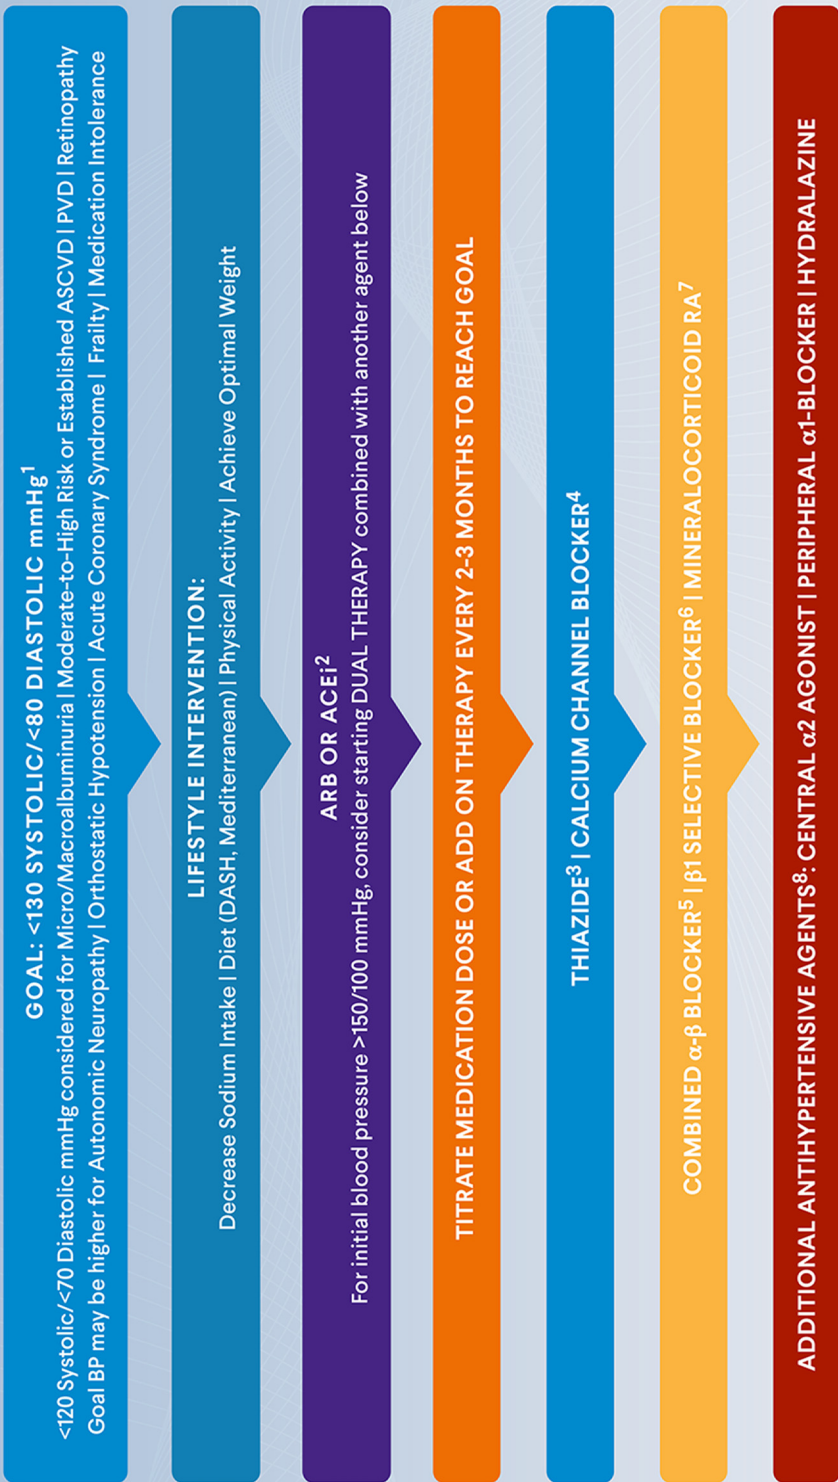 GOAL: <130 SYSTOLIC/<80 DIASTOLIC mmHg1
<120 Systolic/<70 Diastolic mmHg considered for Micro/Macroalbuminuria | Moderate-to-High Risk or Established ASCVD | PVD | Retinopathy
Goal BP may be higher for Autonomic Neuropathy | Orthostatic Hypotension | Acute Coronary Syndrome | Frailty | Medication Intolerance
LIFESTYLE INTERVENTION:
Decrease Sodium Intake | Diet (DASH, Mediterranean) | Physical Activity | Achieve Optimal Weight
ARB OR ACEi2
For initial blood pressure >150/100 mmHg, consider starting DUAL THERAPY combined with another agent below
TITRATE MEDICATION DOSE OR ADD ON THERAPY EVERY 2-3 MONTHS TO REACH GOAL
THIAZIDE3 | CALCIUM CHANNEL BLOCKER4
COMBINED α-β BLOCKER5 | β1 SELECTIVE BLOCKER6 | MINERALOCORTICOID RA7
ADDITIONAL ANTIHYPERTENSIVE AGENTS8: CENTRAL α2 AGONIST | PERIPHERAL α1-BLOCKER | HYDRALAZINE